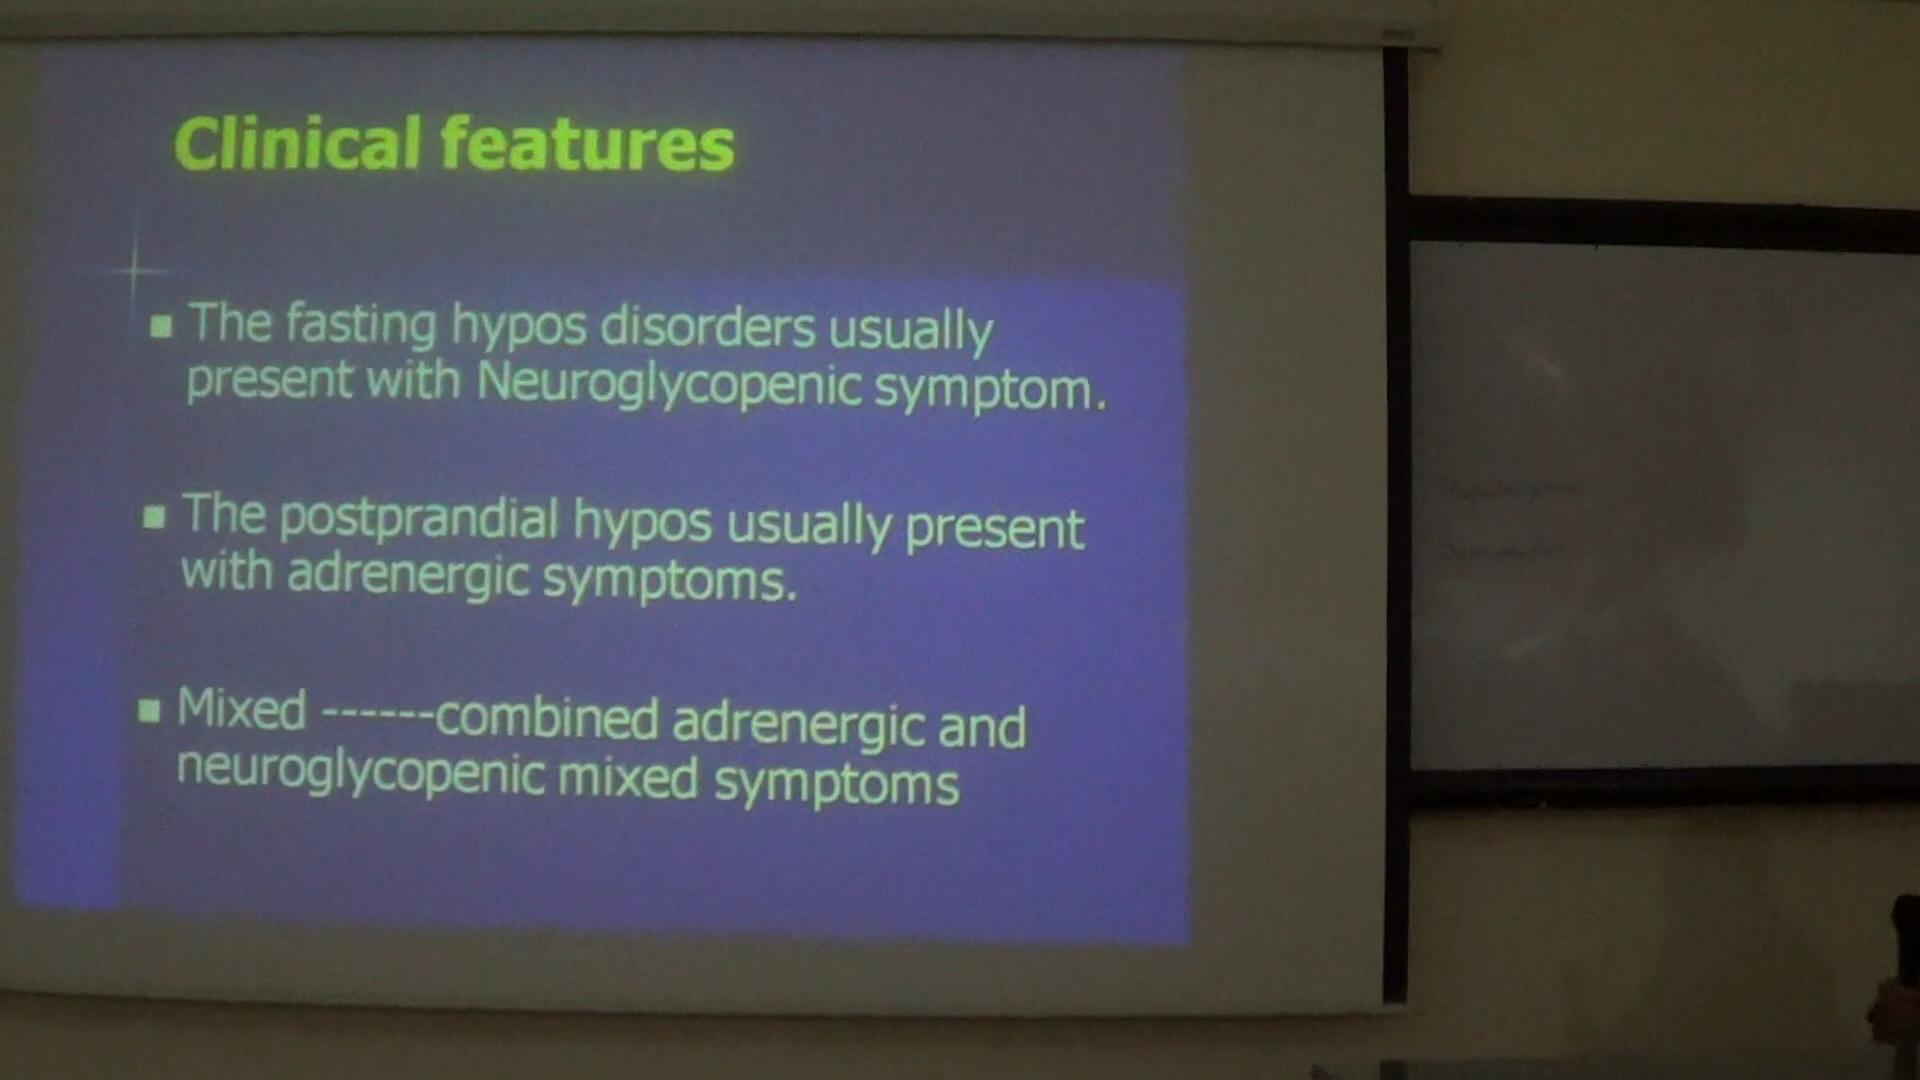 Clinical features
The fasting hypos disorders usually
present with Neuroglycopenic symptom.
The postprandial hypos usually present
with adrenergic symptoms.
Mixed ------combined adrenergic and
neuroglycopenic mixed symptoms